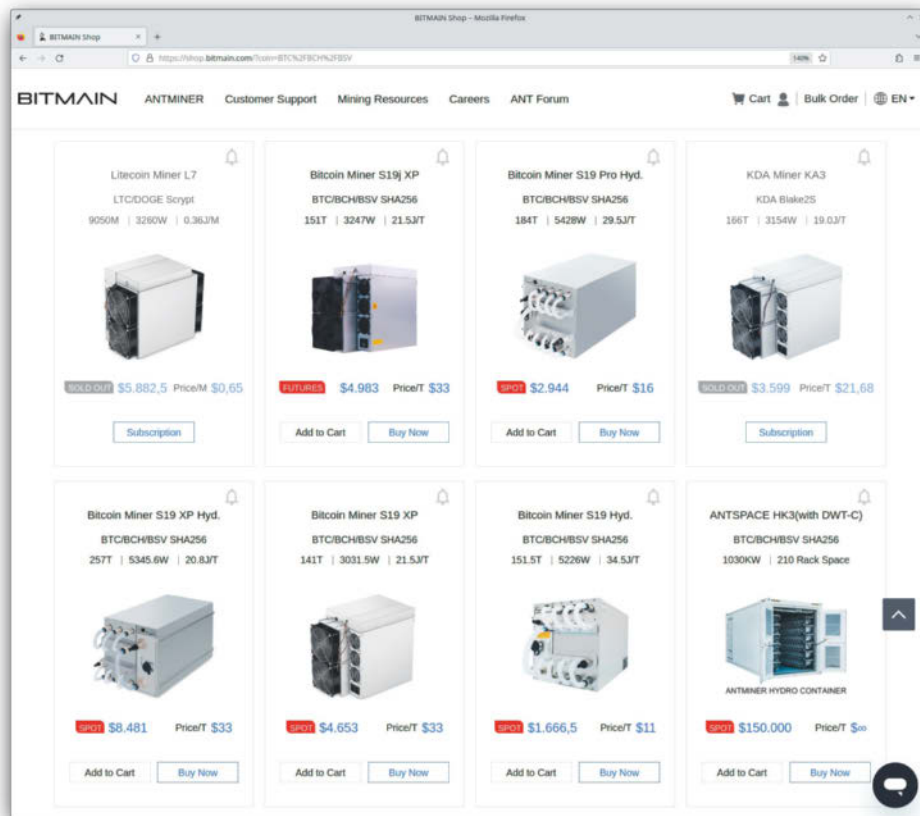 BITMAIN Shop – Mozilla Firefox
BITMAIN Shop × +
https://shop.bitmain.com/?coin=BTC%2FBCH%2FBSV 140%
BITMAIN ANTMINER Customer Support Mining Resources Careers ANT Forum Cart Bulk Order EN
Litecoin Miner L7
LTC/DOGE Scrypt
9050M | 3260W | 0.36J/M
SOLD OUT $5.882,5 Price/M $0,65
Subscription
Bitcoin Miner S19j XP
BTC/BCH/BSV SHA256
151T | 3247W | 21.5J/T
FUTURES $4.983 Price/T $33
Add to Cart Buy Now
Bitcoin Miner S19 Pro Hyd.
BTC/BCH/BSV SHA256
184T | 5428W | 29.5J/T
SPOT $2.944 Price/T $16
Add to Cart Buy Now
KDA Miner KA3
KDA Blake2S
166T | 3154W | 19.0J/T
SOLD OUT $3.599 Price/T $21,68
Subscription
Bitcoin Miner S19 XP Hyd.
BTC/BCH/BSV SHA256
257T | 5345.6W | 20.8J/T
SPOT $8.481 Price/T $33
Add to Cart Buy Now
Bitcoin Miner S19 XP
BTC/BCH/BSV SHA256
141T | 3031.5W | 21.5J/T
SPOT $4.653 Price/T $33
Add to Cart Buy Now
Bitcoin Miner S19 Hyd.
BTC/BCH/BSV SHA256
151.5T | 5226W | 34.5J/T
SPOT $1.666,5 Price/T $11
Add to Cart Buy Now
ANTSPACE HK3(with DWT-C)
BTC/BCH/BSV SHA256
1030KW | 210 Rack Space
ANTMINER HYDRO CONTAINER
SPOT $150.000 Price/T $∞
Add to Cart Buy Now